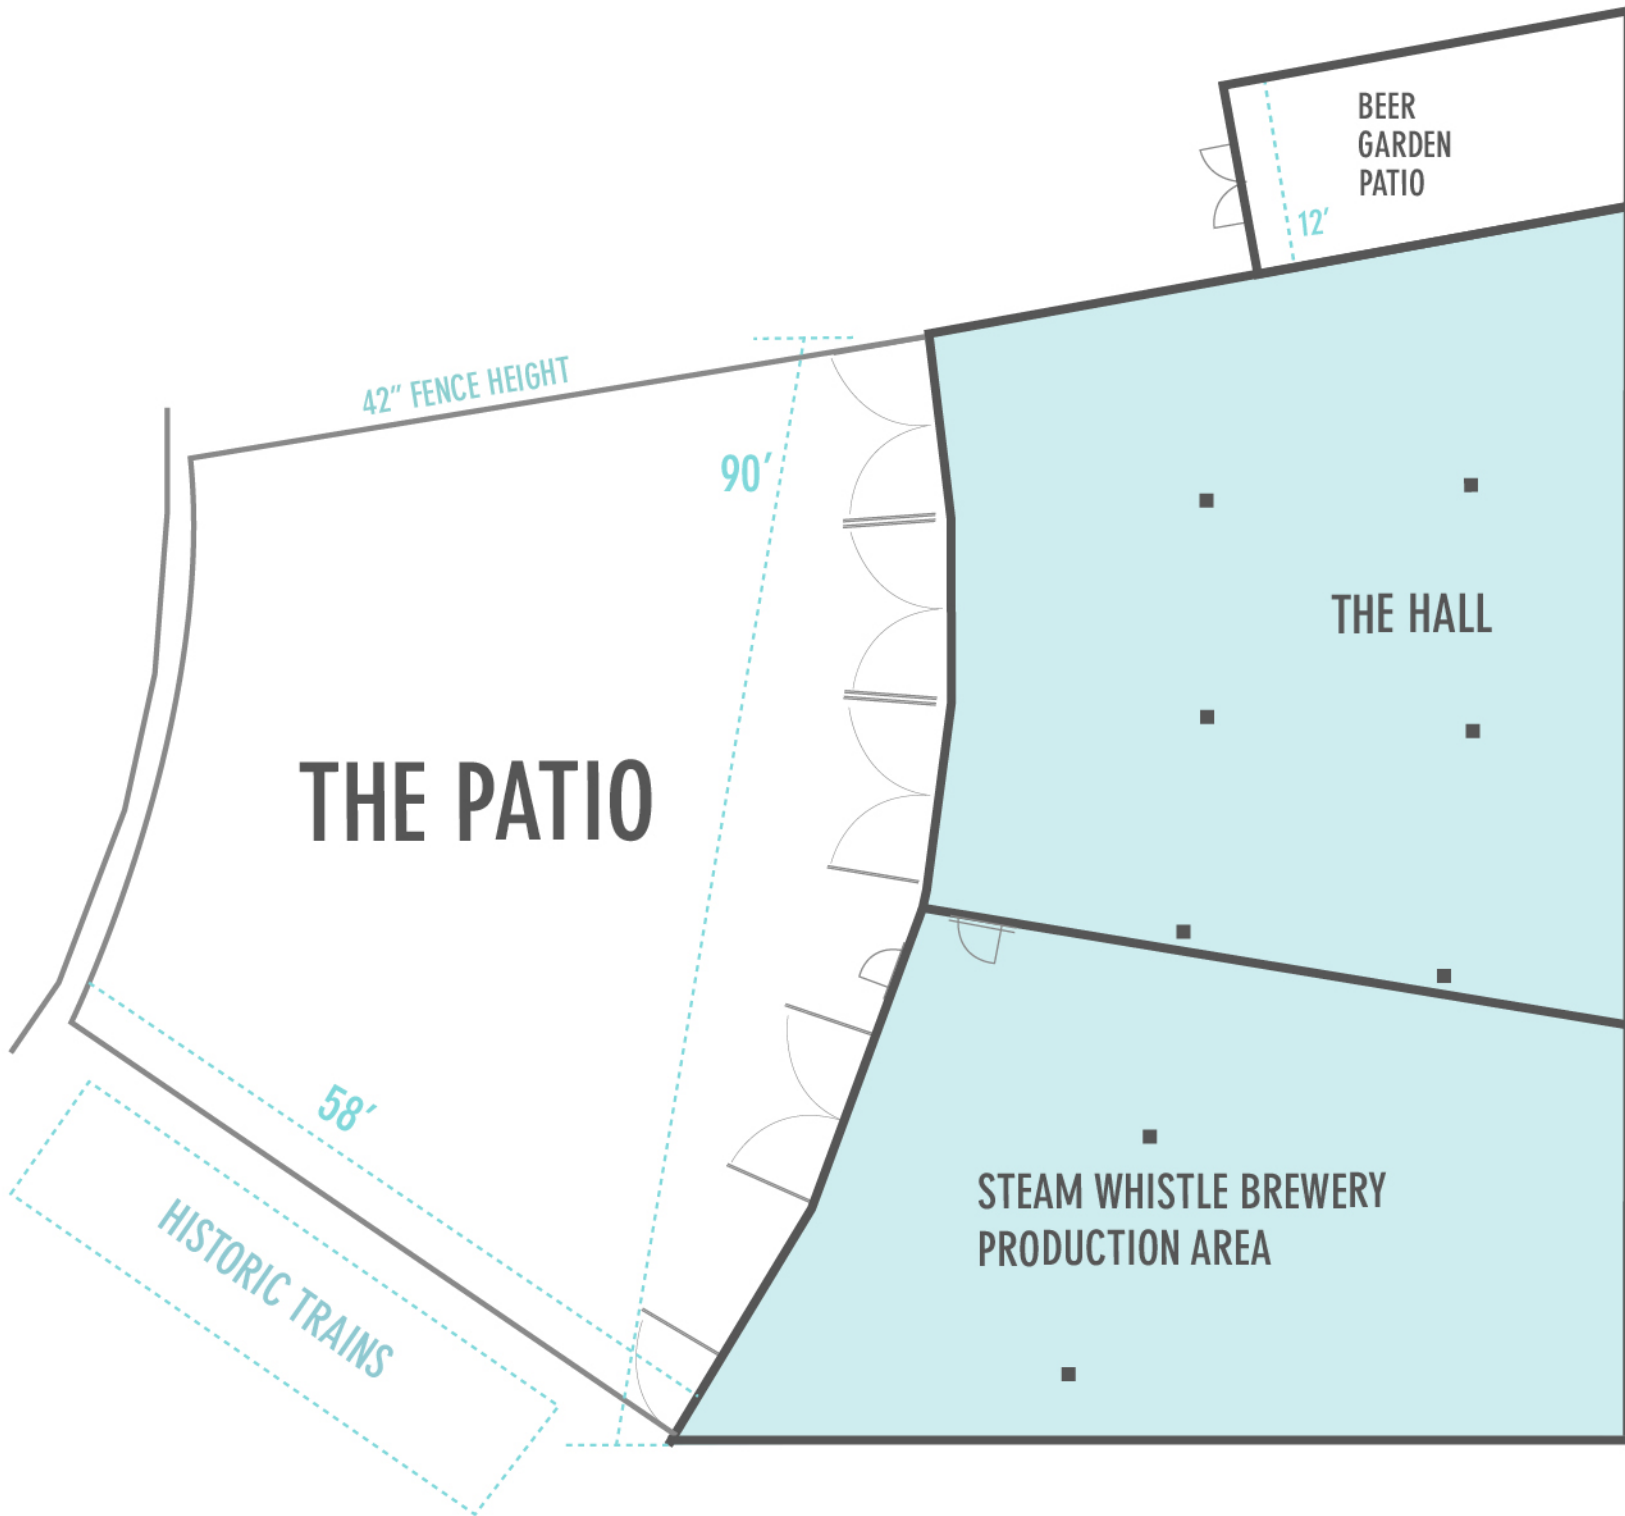 BEER
GARDEN
PATIO
12′
42″ FENCE HEIGHT
90′
THE HALL
THE PATIO
58′
HISTORIC TRAINS
STEAM WHISTLE BREWERY
PRODUCTION AREA